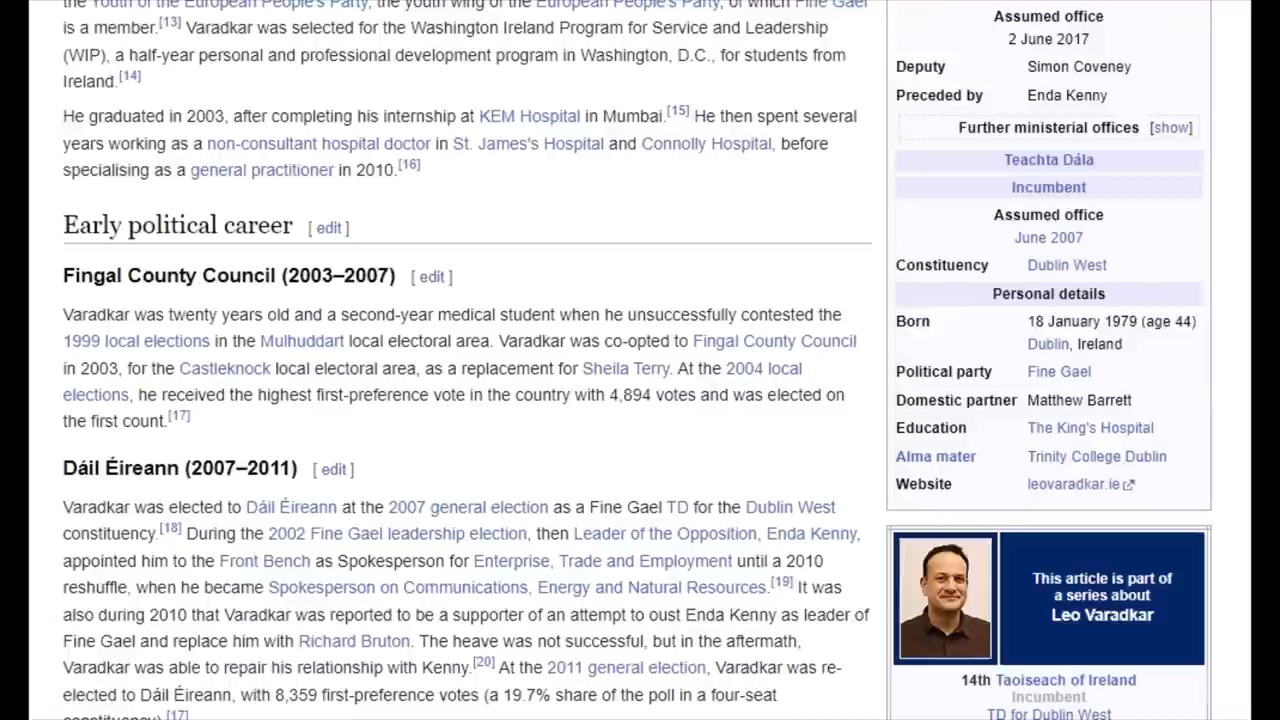 the Youth of the European People's Party, the youth wing of the European People's Party, of which Fine Gael
is a member.[13] Varadkar was selected for the Washington Ireland Program for Service and Leadership
(WIP), a half-year personal and professional development program in Washington, D.C., for students from
Ireland.[14]
He graduated in 2003, after completing his internship at KEM Hospital in Mumbai.[15] He then spent several
years working as a non-consultant hospital doctor in St. James's Hospital and Connolly Hospital, before
specialising as a general practitioner in 2010.[16]
Early political career [ edit ]
Fingal County Council (2003–2007) [ edit ]
Varadkar was twenty years old and a second-year medical student when he unsuccessfully contested the
1999 local elections in the Mulhuddart local electoral area. Varadkar was co-opted to Fingal County Council
in 2003, for the Castleknock local electoral area, as a replacement for Sheila Terry. At the 2004 local
elections, he received the highest first-preference vote in the country with 4,894 votes and was elected on
the first count.[17]
Dáil Éireann (2007–2011) [ edit ]
Varadkar was elected to Dáil Éireann at the 2007 general election as a Fine Gael TD for the Dublin West
constituency.[18] During the 2002 Fine Gael leadership election, then Leader of the Opposition, Enda Kenny,
appointed him to the Front Bench as Spokesperson for Enterprise, Trade and Employment until a 2010
reshuffle, when he became Spokesperson on Communications, Energy and Natural Resources.[19] It was
also during 2010 that Varadkar was reported to be a supporter of an attempt to oust Enda Kenny as leader of
Fine Gael and replace him with Richard Bruton. The heave was not successful, but in the aftermath,
Varadkar was able to repair his relationship with Kenny.[20] At the 2011 general election, Varadkar was re-
elected to Dáil Éireann, with 8,359 first-preference votes (a 19.7% share of the poll in a four-seat
constituency).[17]
Assumed office
2 June 2017
Deputy Simon Coveney
Preceded by Enda Kenny
Further ministerial offices [show]
Teachta Dála
Incumbent
Assumed office
June 2007
Constituency Dublin West
Personal details
Born 18 January 1979 (age 44)
Dublin, Ireland
Political party Fine Gael
Domestic partner Matthew Barrett
Education The King's Hospital
Alma mater Trinity College Dublin
Website leovaradkar.ie
This article is part of
a series about
Leo Varadkar
14th Taoiseach of Ireland
Incumbent
TD for Dublin West